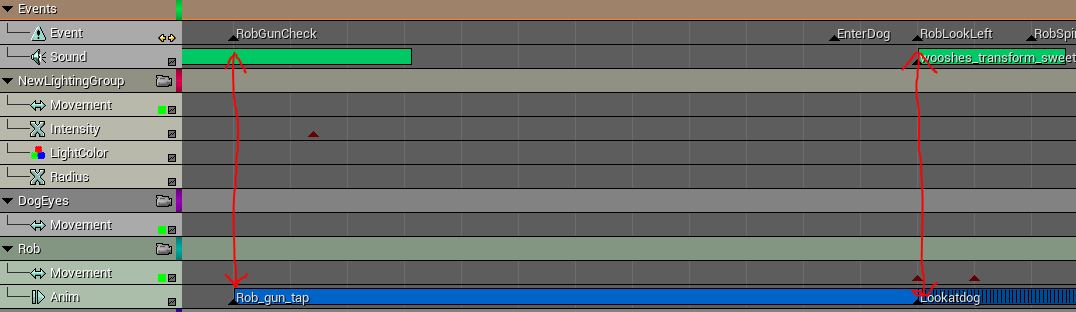 Events
Event RobGunCheck EnterDog RobLookLeft RobSpi
Sound wooshes_transform_sweet
NewLightingGroup
Movement
Intensity
LightColor
Radius
DogEyes
Movement
Rob
Movement
Anim Rob_gun_tap Lookatdog